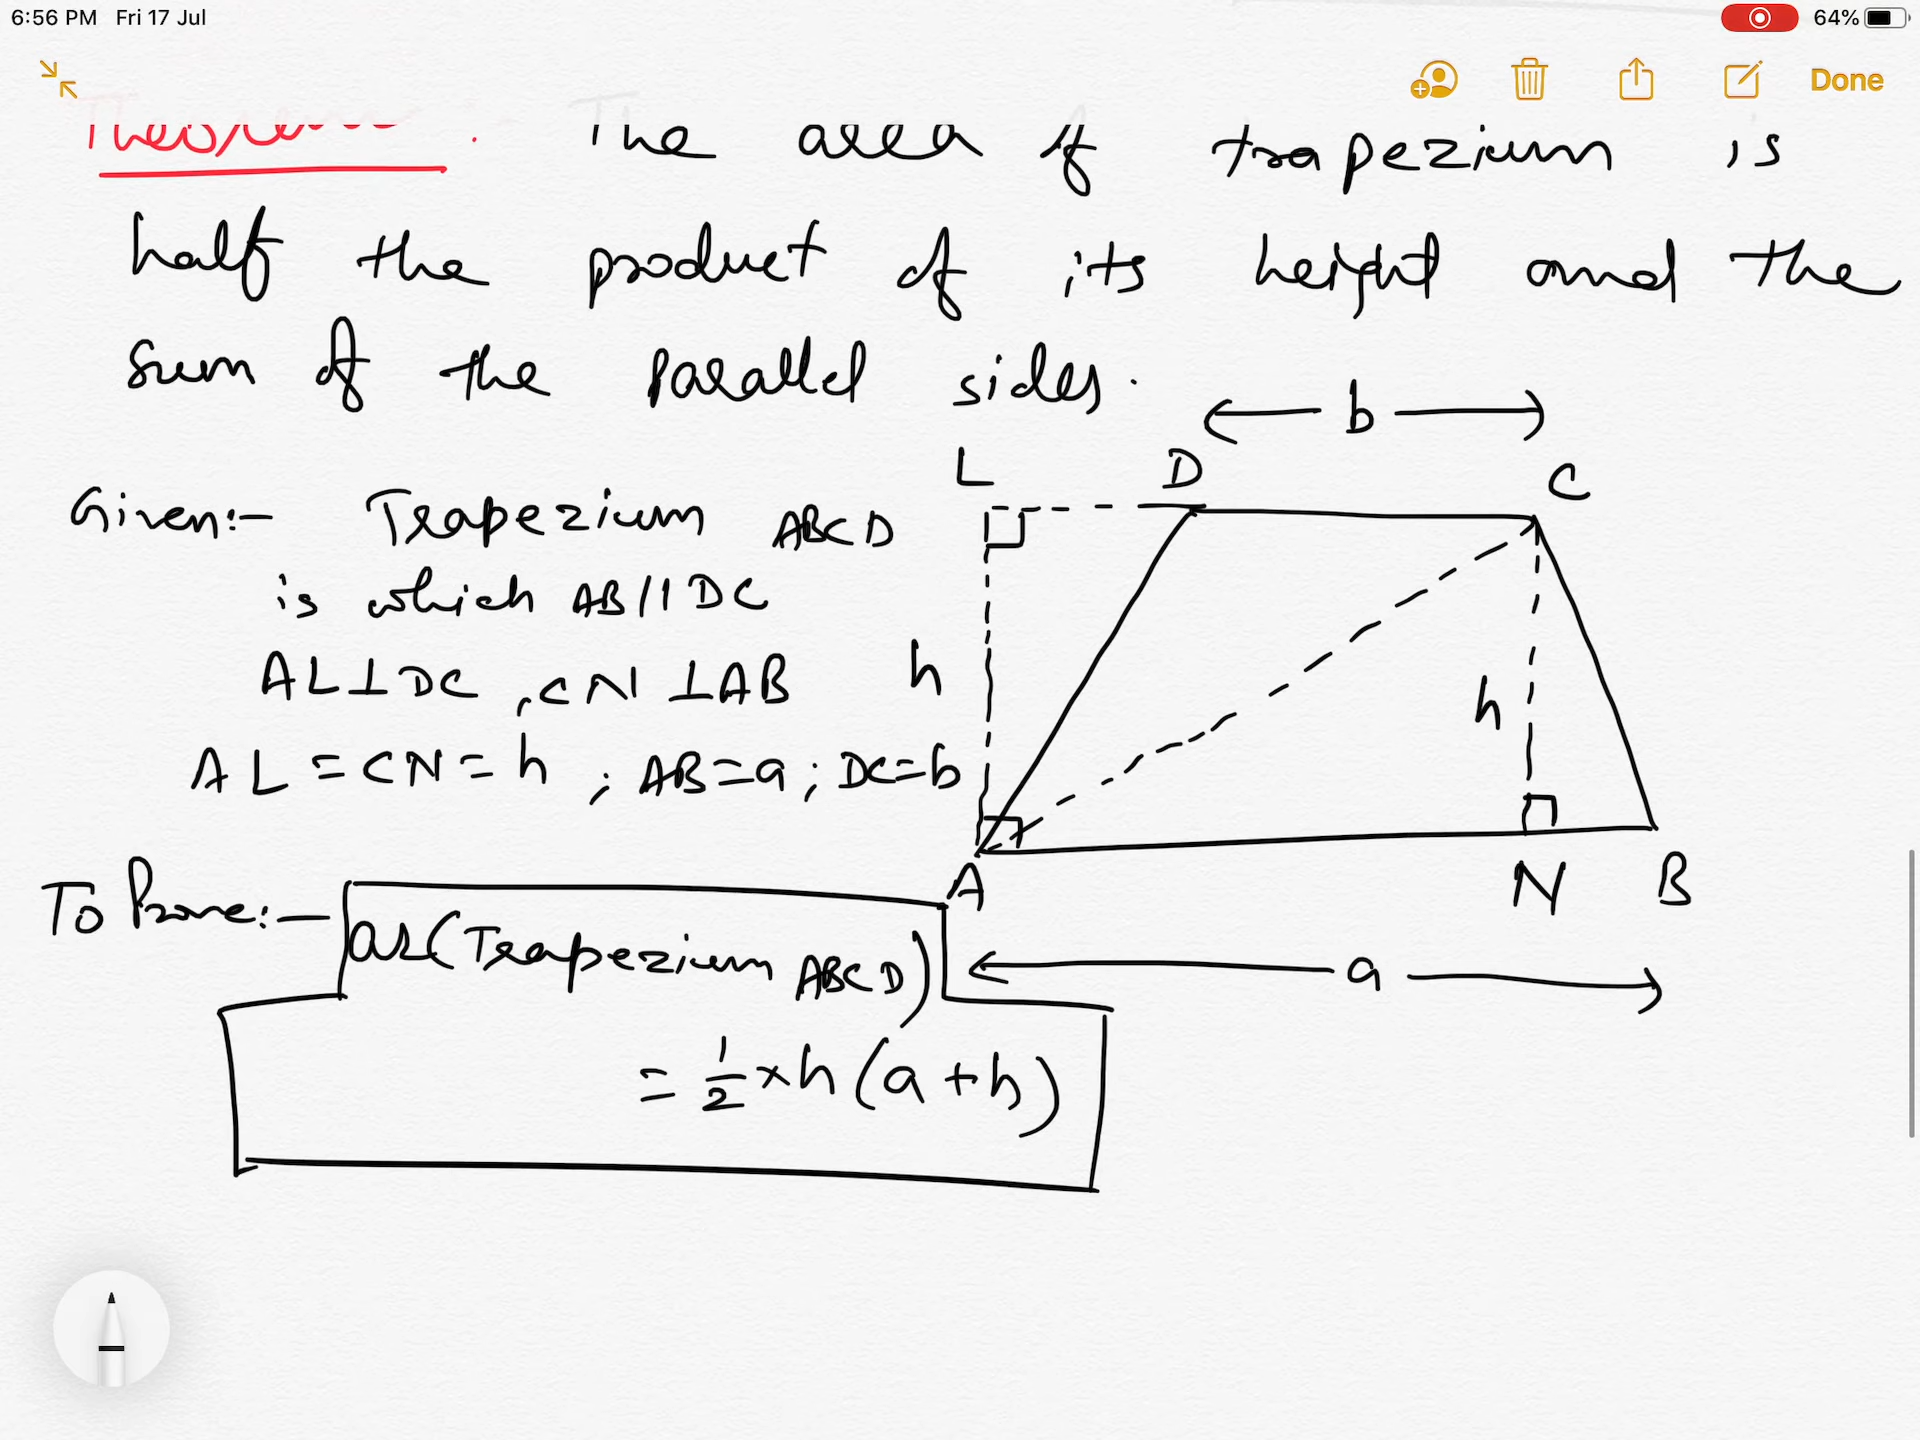 6:56 PM Fri 17 Jul
64%
Done
Theorem :- The area of trapezium is
half the product of its height and the
sum of the parallel sides.
b
L D C
Given:- Trapezium ABCD
is which AB||DC
AL⊥DC, CN⊥AB
h
h
AL = CN = h ; AB=a ; DC=b
A N B
To Prove:- ar(Trapezium ABCD)
a
= 1/2 × h (a + h)